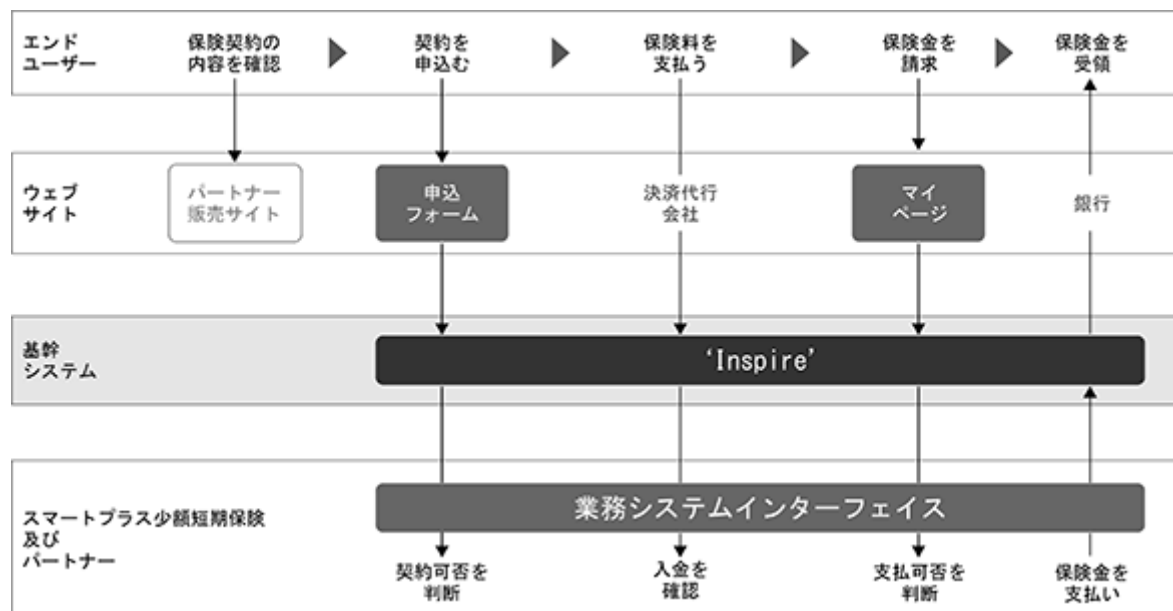 エンド
ユーザー
保険契約の
内容を確認
契約を
申込む
保険料を
支払う
保険金を
請求
保険金を
受領
ウェブ
サイト
パートナー
販売サイト
申込
フォーム
決済代行
会社
マイ
ページ
銀行
基幹
システム
‘Inspire’
スマートプラス少額短期保険
及び
パートナー
業務システムインターフェイス
契約可否を
判断
入金を
確認
支払可否を
判断
保険金を
支払い